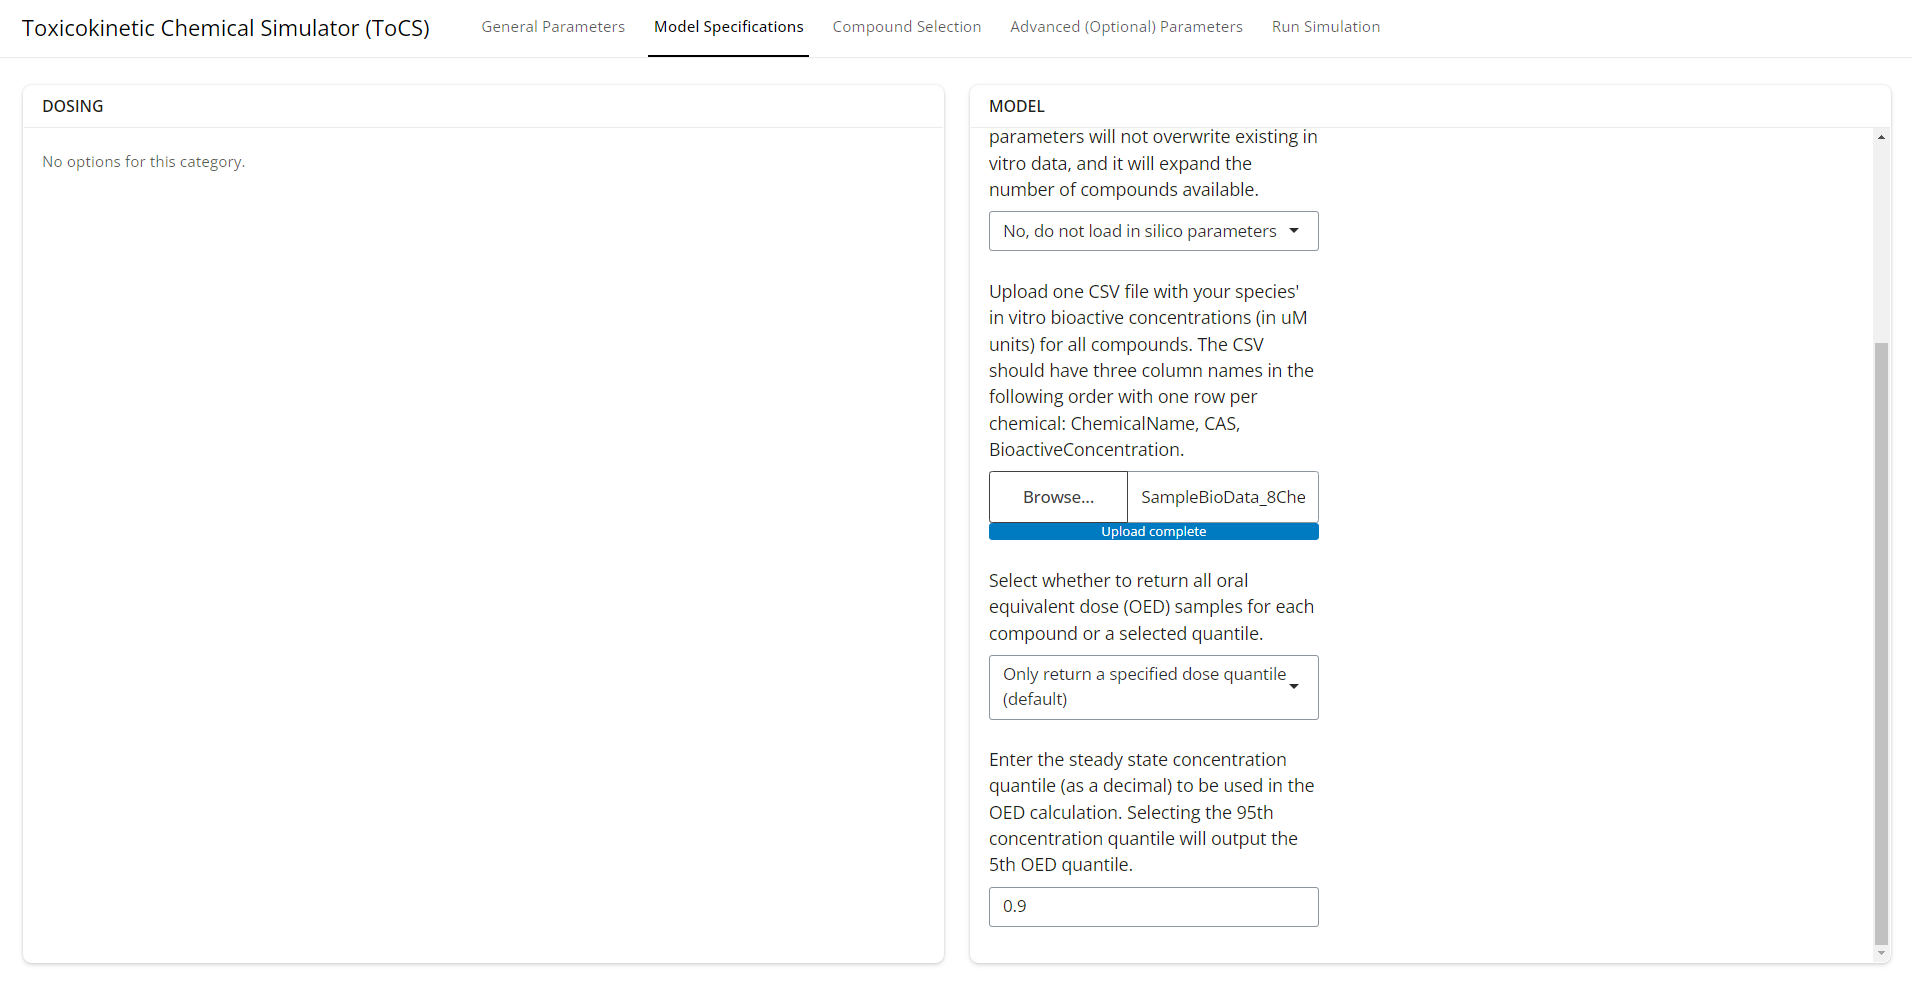 Toxicokinetic Chemical Simulator (ToCS)
General Parameters
Model Specifications
Compound Selection
Advanced (Optional) Parameters
Run Simulation
DOSING
No options for this category.
MODEL
parameters will not overwrite existing in
vitro data, and it will expand the
number of compounds available.
No, do not load in silico parameters
Upload one CSV file with your species'
in vitro bioactive concentrations (in uM
units) for all compounds. The CSV
should have three column names in the
following order with one row per
chemical: ChemicalName, CAS,
BioactiveConcentration.
Browse...
SampleBioData_8Che
Upload complete
Select whether to return all oral
equivalent dose (OED) samples for each
compound or a selected quantile.
Only return a specified dose quantile
(default)
Enter the steady state concentration
quantile (as a decimal) to be used in the
OED calculation. Selecting the 95th
concentration quantile will output the
5th OED quantile.
0.9